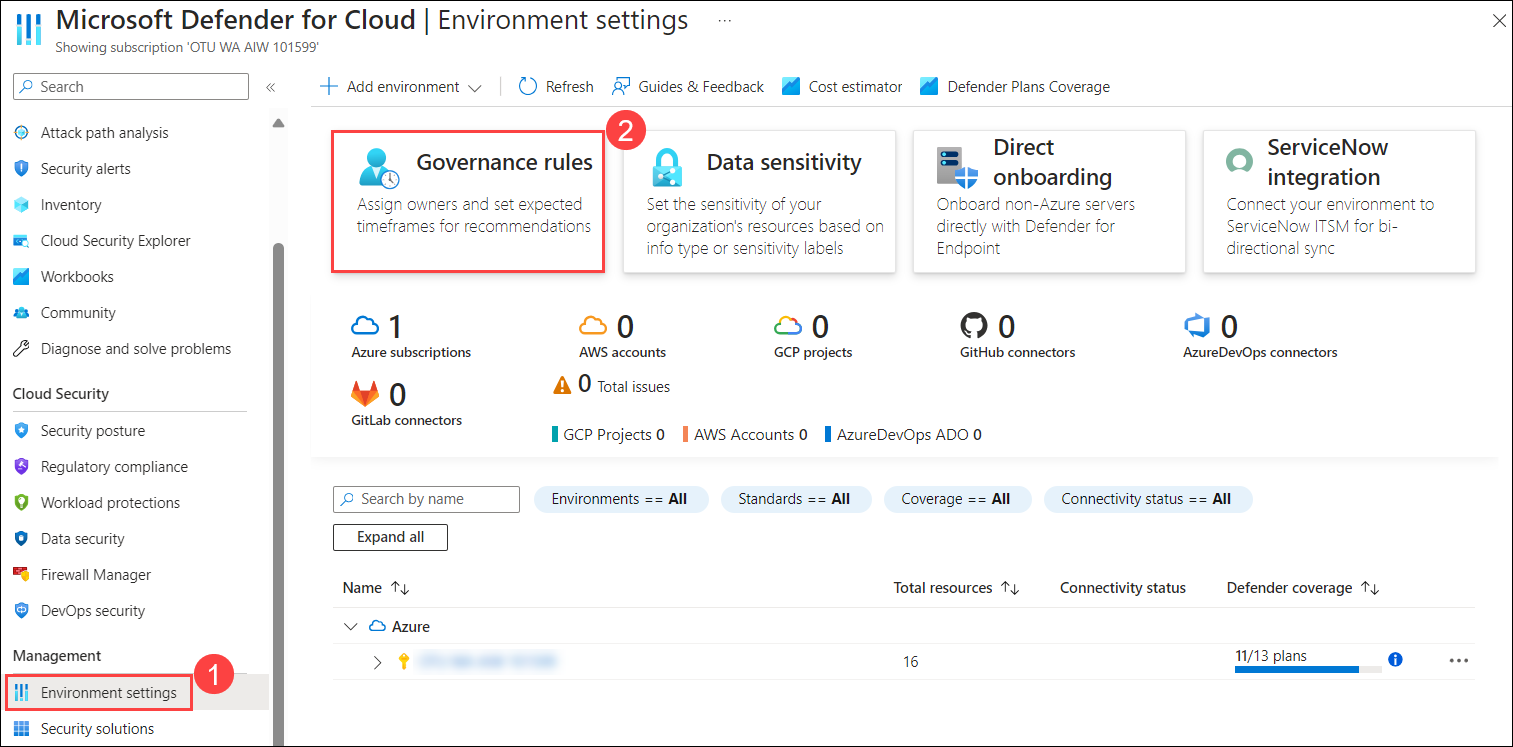 Microsoft Defender for Cloud | Environment settings ...
Showing subscription 'OTU WA AIW 101599'
Search
«
Add environment
Refresh
Guides & Feedback
Cost estimator
Defender Plans Coverage
Attack path analysis
Security alerts
Inventory
Cloud Security Explorer
Workbooks
Community
Diagnose and solve problems
Cloud Security
Security posture
Regulatory compliance
Workload protections
Data security
Firewall Manager
DevOps security
Management
Environment settings
1
Security solutions
2
Governance rules
Assign owners and set expected
timeframes for recommendations
Data sensitivity
Set the sensitivity of your
organization's resources based on
info type or sensitivity labels
Direct
onboarding
Onboard non-Azure servers
directly with Defender for
Endpoint
ServiceNow
integration
Connect your environment to
ServiceNow ITSM for bi-
directional sync
1
Azure subscriptions
0
AWS accounts
0
GCP projects
0
GitHub connectors
0
AzureDevOps connectors
0
GitLab connectors
0 Total issues
GCP Projects 0
AWS Accounts 0
AzureDevOps ADO 0
Search by name
Environments == All
Standards == All
Coverage == All
Connectivity status == All
Expand all
Name
Total resources
Connectivity status
Defender coverage
Azure
16
11/13 plans